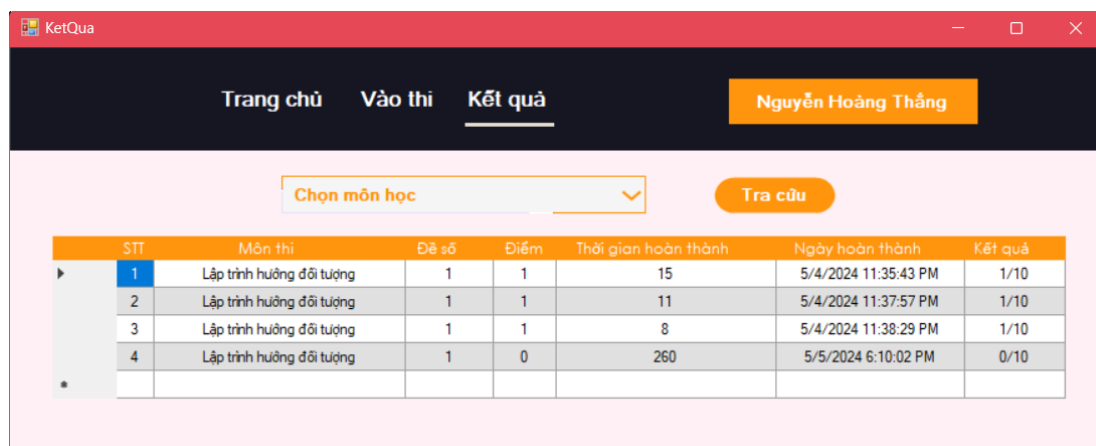 KetQua
Trang chủ Vào thi Kết quả Nguyễn Hoàng Thắng
Chọn môn học Tra cứu
STT Môn thi Đề số Điểm Thời gian hoàn thành Ngày hoàn thành Kết quả
1 Lập trình hướng đối tượng 1 1 15 5/4/2024 11:35:43 PM 1/10
2 Lập trình hướng đối tượng 1 1 11 5/4/2024 11:37:57 PM 1/10
3 Lập trình hướng đối tượng 1 1 8 5/4/2024 11:38:29 PM 1/10
4 Lập trình hướng đối tượng 1 0 260 5/5/2024 6:10:02 PM 0/10